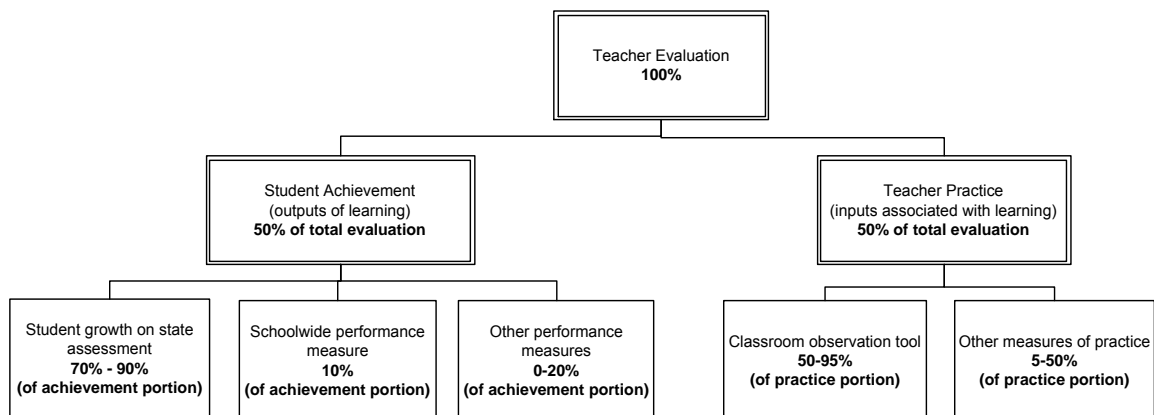 Teacher Evaluation
100%
Student Achievement
(outputs of learning)
50% of total evaluation
Teacher Practice
(inputs associated with learning)
50% of total evaluation
Student growth on state
assessment
70% - 90%
(of achievement portion)
Schoolwide performance
measure
10%
(of achievement portion)
Other performance
measures
0-20%
(of achievement portion)
Classroom observation tool
50-95%
(of practice portion)
Other measures of practice
5-50%
(of practice portion)